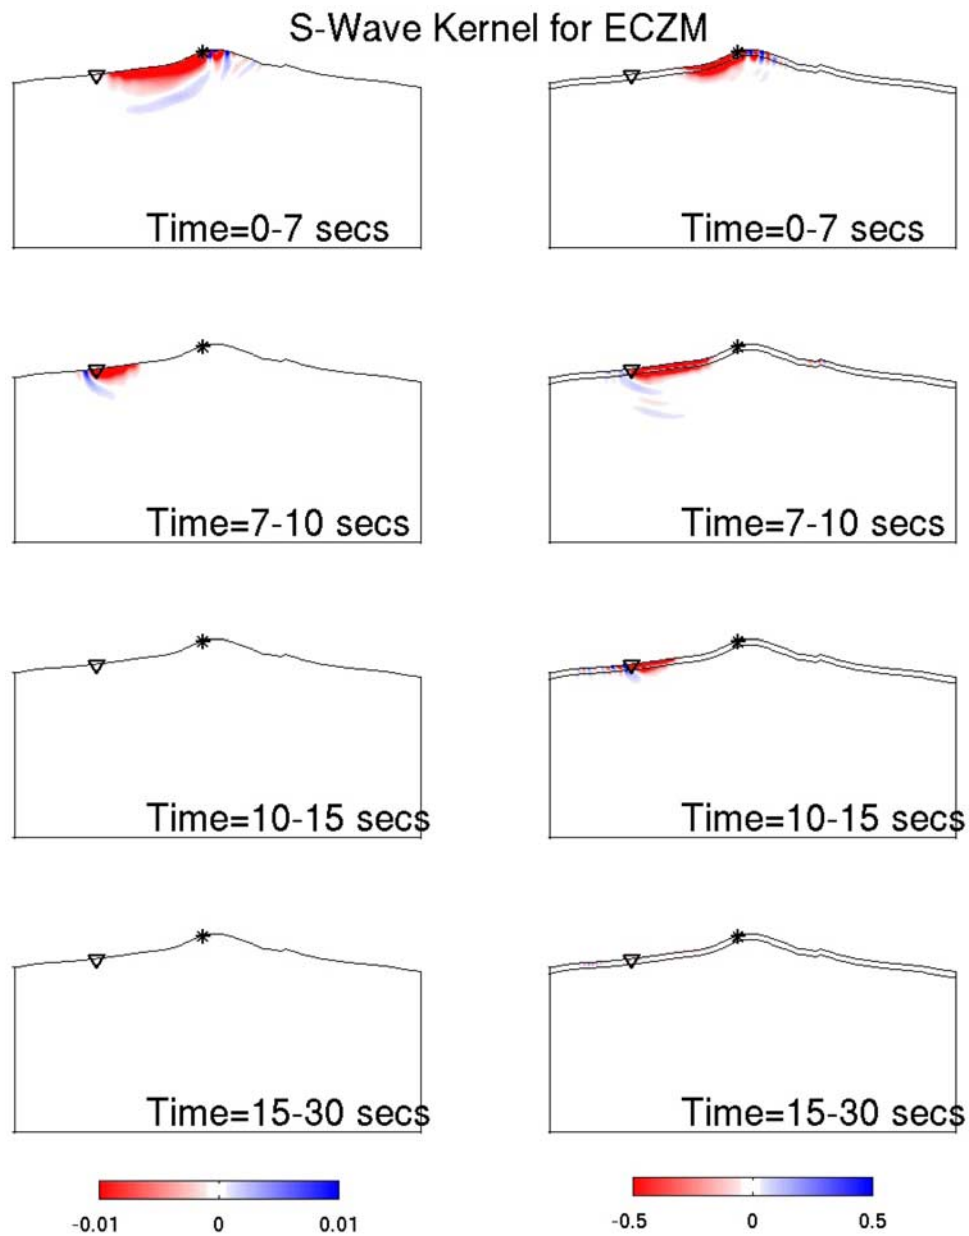 S-Wave Kernel for ECZM
Time=0-7 secs
Time=0-7 secs
Time=7-10 secs
Time=7-10 secs
Time=10-15 secs
Time=10-15 secs
Time=15-30 secs
Time=15-30 secs
-0.01 0 0.01
-0.5 0 0.5